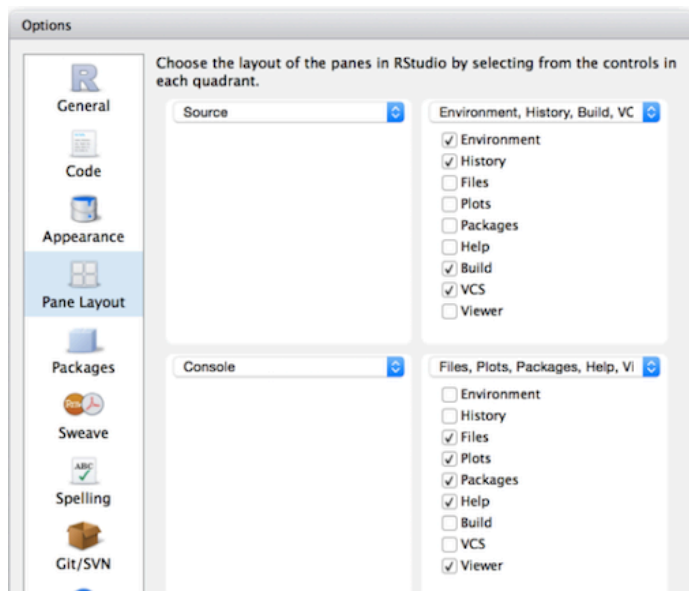 Options
Choose the layout of the panes in RStudio by selecting from the controls in
each quadrant.
R
General
Code
Appearance
Pane Layout
Packages
Sweave
ABC
Spelling
Git/SVN
Source
Environment, History, Build, VC
Environment
History
Files
Plots
Packages
Help
Build
VCS
Viewer
Console
Files, Plots, Packages, Help, Vi
Environment
History
Files
Plots
Packages
Help
Build
VCS
Viewer